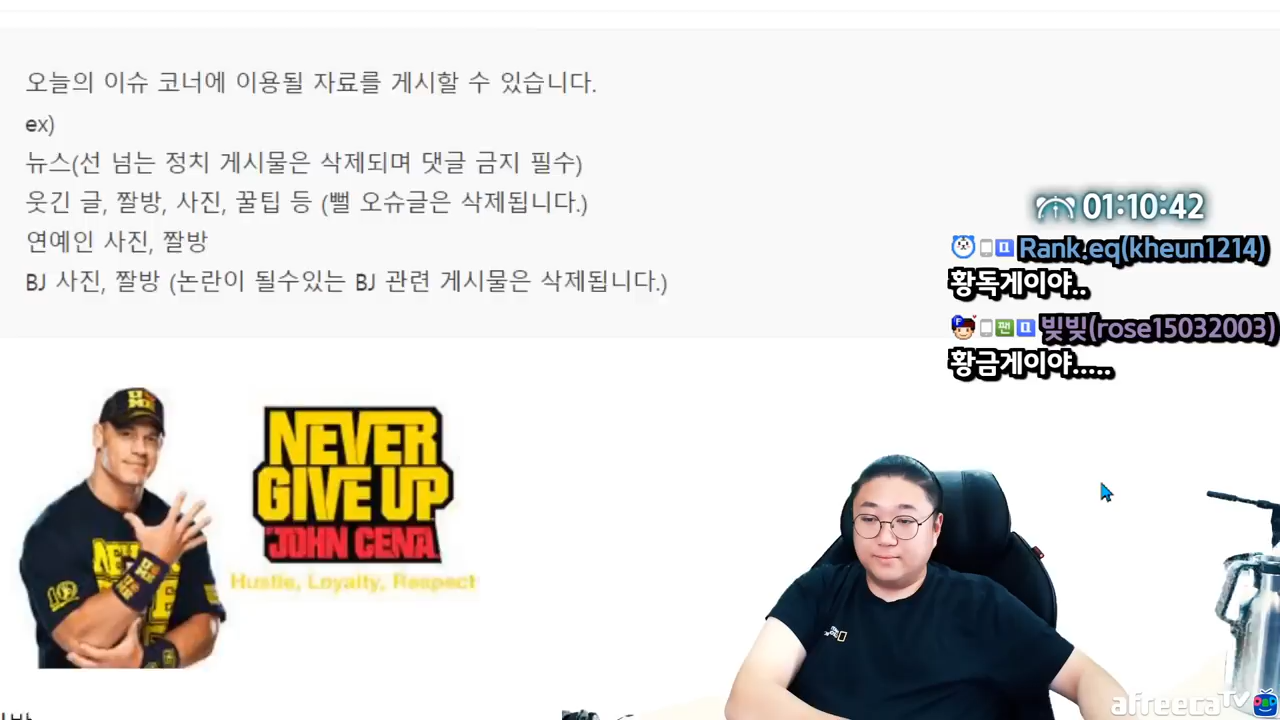 오늘의 이슈 코너에 이용될 자료를 게시할 수 있습니다.
ex)
뉴스(선 넘는 정치 게시물은 삭제되며 댓글 금지 필수)
웃긴 글, 짤방, 사진, 꿀팁 등 (뻘 오슈글은 삭제됩니다.)
연예인 사진, 짤방
BJ 사진, 짤방 (논란이 될수있는 BJ 관련 게시물은 삭제됩니다.)
01:10:42
Rank.eq(kheun1214)
황독게이야..
빚빚(rose15032003)
황금게이야.....
NEVER
GIVE UP
JOHN CENA
Hustle, Loyalty, Respect
afreecaTV